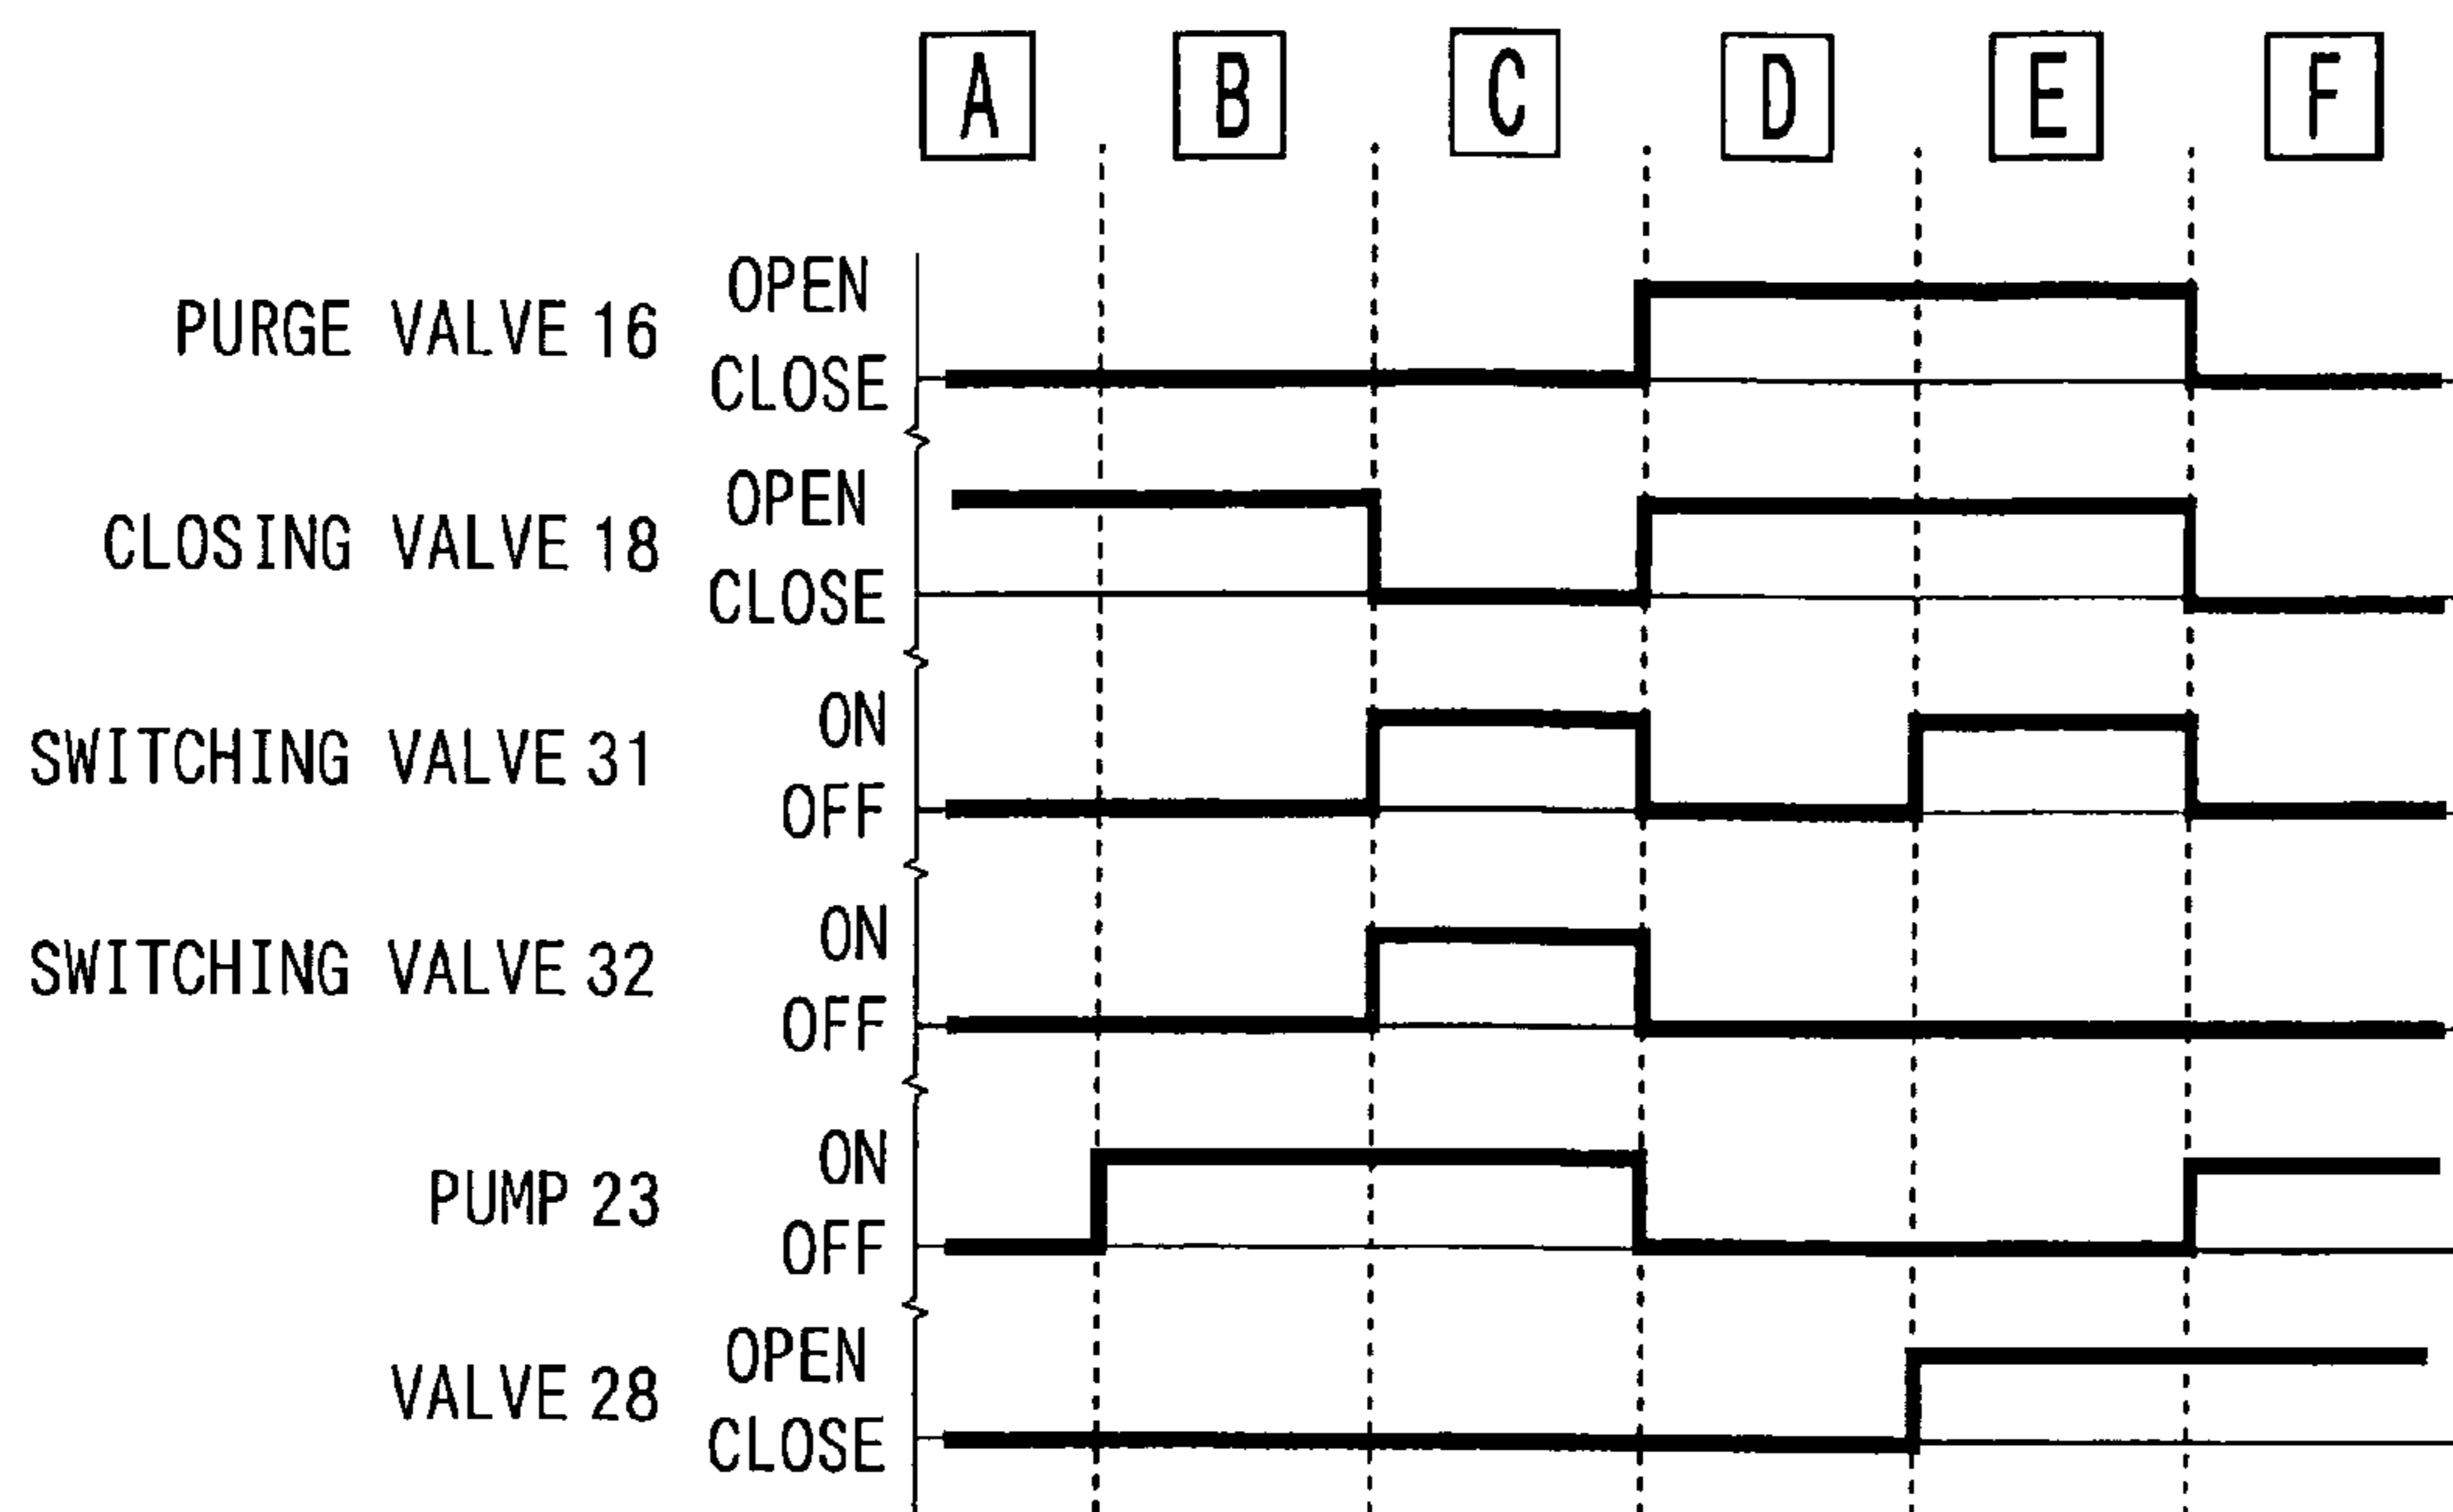 A B C D E F
OPEN
PURGE VALVE 16
CLOSE
OPEN
CLOSING VALVE 18
CLOSE
ON
SWITCHING VALVE 31
OFF
ON
SWITCHING VALVE 32
OFF
ON
PUMP 23
OFF
OPEN
VALVE 28
CLOSE